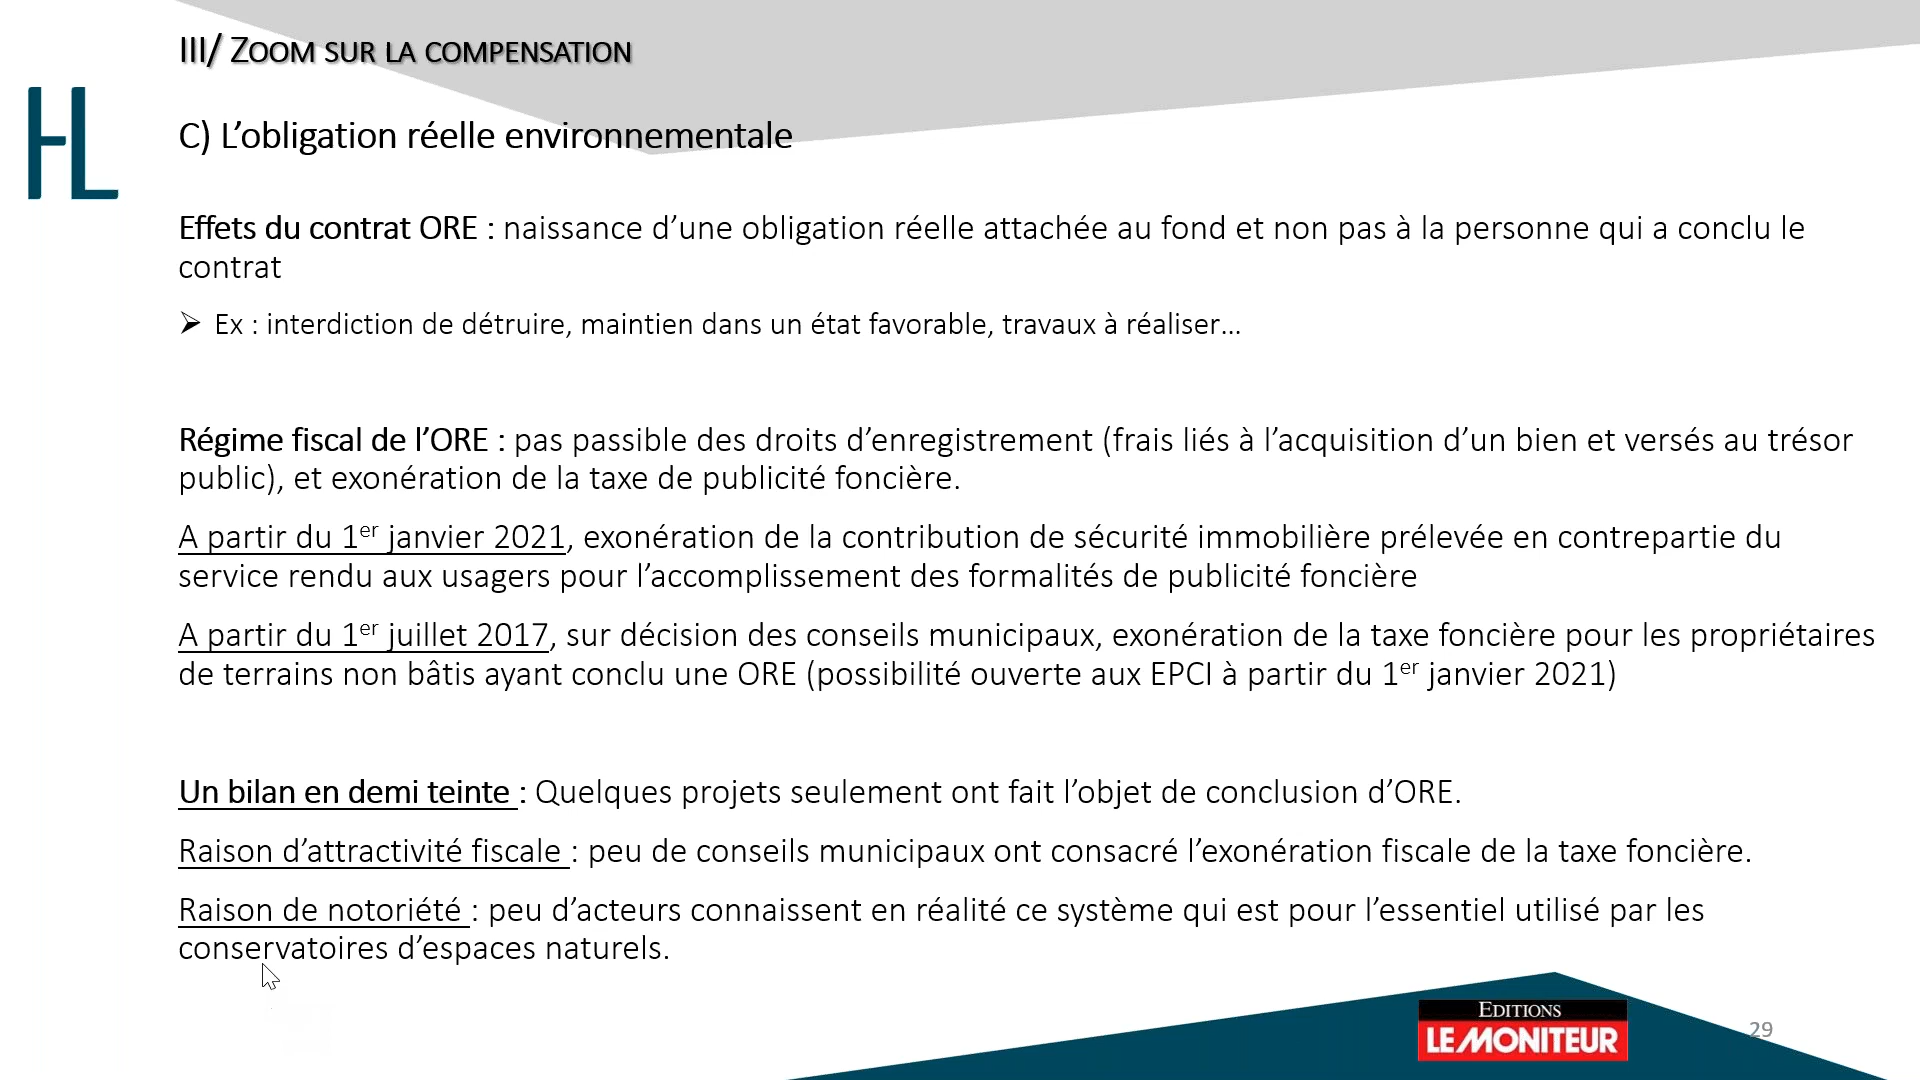 III/ ZOOM SUR LA COMPENSATION
HL
C) L’obligation réelle environnementale
Effets du contrat ORE : naissance d’une obligation réelle attachée au fond et non pas à la personne qui a conclu le
contrat
➢ Ex : interdiction de détruire, maintien dans un état favorable, travaux à réaliser…
Régime fiscal de l’ORE : pas passible des droits d’enregistrement (frais liés à l’acquisition d’un bien et versés au trésor
public), et exonération de la taxe de publicité foncière.
A partir du 1er janvier 2021, exonération de la contribution de sécurité immobilière prélevée en contrepartie du
service rendu aux usagers pour l’accomplissement des formalités de publicité foncière
A partir du 1er juillet 2017, sur décision des conseils municipaux, exonération de la taxe foncière pour les propriétaires
de terrains non bâtis ayant conclu une ORE (possibilité ouverte aux EPCI à partir du 1er janvier 2021)
Un bilan en demi teinte : Quelques projets seulement ont fait l’objet de conclusion d’ORE.
Raison d’attractivité fiscale : peu de conseils municipaux ont consacré l’exonération fiscale de la taxe foncière.
Raison de notoriété : peu d’acteurs connaissent en réalité ce système qui est pour l’essentiel utilisé par les
conservatoires d’espaces naturels.
EDITIONS
LE MONITEUR
29